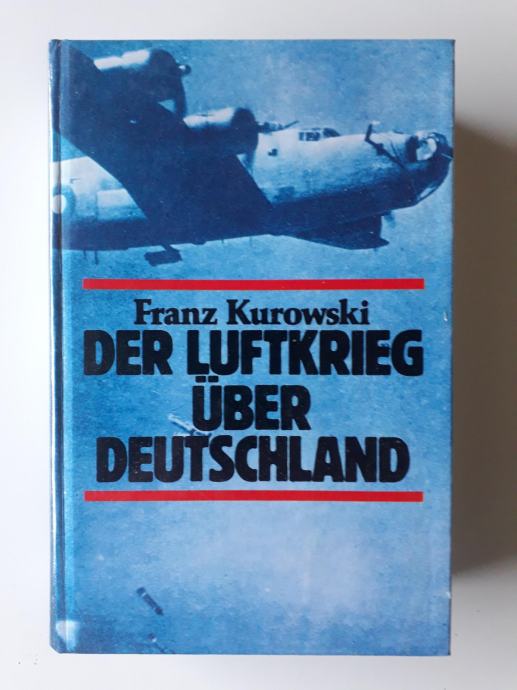 Franz Kurowski
DER LUFTKRIEG
ÜBER
DEUTSCHLAND